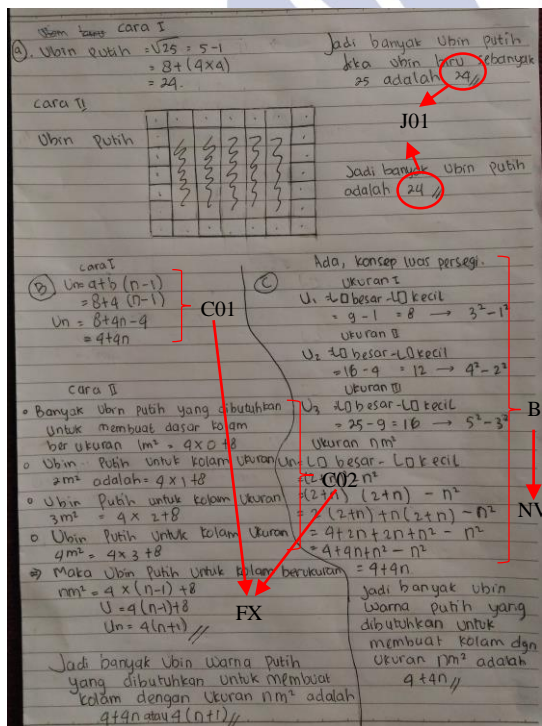 cara I
(a). Ubin putih = √25 = 5-1
= 8+(4×4)
= 24.
Jadi banyak ubin putih
jika ubin biru sebanyak
25 adalah 24 //
J01
cara II
Ubin Putih
Jadi banyak Ubin Putih
adalah 24 //
cara I
(B) Un = a+b (n-1)
= 8+4 (n-1)
Un = 8+4n-4
= 4+4n
C01
cara II
• Banyak Ubin Putih yang dibutuhkan
untuk membuat dasar kolam
ber ukuran 1m² = 4×0+8
○ Ubin Putih untuk kolam Ukuran
2m² adalah = 4×1+8
○ Ubin Putih Untuk kolam Ukuran
3m² = 4×2+8
○ Ubin Putih Untuk kolam Ukuran
4m² = 4×3+8
⇒ Maka Ubin Putih Untuk kolam berukuran
nm² = 4×(n-1)+8
U = 4(n-1)+8
Un = 4(n+1) //
C02
FX
Jadi banyak Ubin warna Putih
yang dibutuhkan untuk membuat
kolam dengan Ukuran nm² adalah
4+4n atau 4(n+1) //
(C) Ada, konsep luas persegi.
Ukuran I
U₁ = L□ besar - L□ kecil
= 9-1 = 8 → 3²-1²
Ukuran II
U₂ = L□ besar - L□ kecil
= 16-4 = 12 → 4²-2²
Ukuran III
U₃ = L□ besar - L□ kecil
= 25-9 = 16 → 5²-3²
Ukuran nm²
Un = L□ besar - L□ kecil
n²
= (2+n) (2+n) - n²
= 2(2+n)+n(2+n) - n²
= 4+2n+2n+n² - n²
= 4+4n+n² - n²
= 4+4n
B
NV
Jadi banyak ubin
warna putih yang
dibutuhkan untuk
membuat kolam dgn
Ukuran nm² adalah
4+4n //